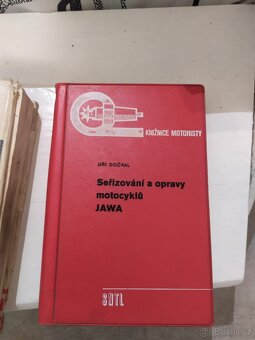 KNIŽNICE MOTORISTY
JIŘÍ DOČKAL
Seřizování a opravy
motocyklů
JAWA
SNTL